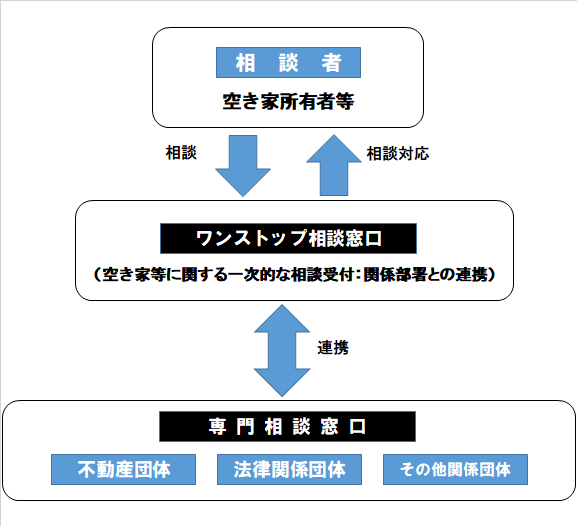 相談者
空き家所有者等
相談
相談対応
ワンストップ相談窓口
（空き家等に関する一次的な相談受付：関係部署との連携）
連携
専門相談窓口
不動産団体
法律関係団体
その他関係団体